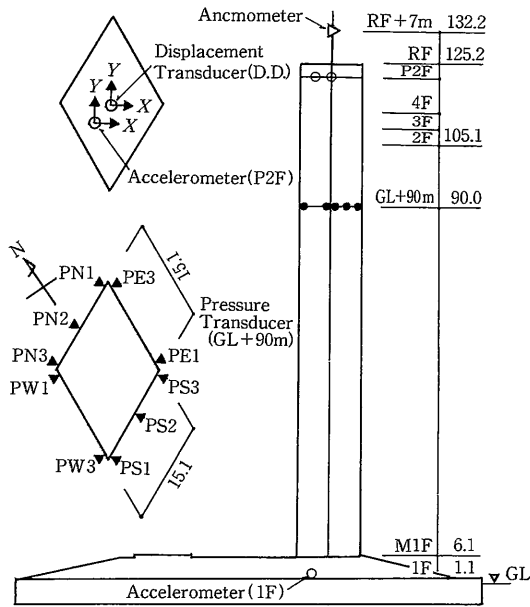 Ancmometer
RF+7m 132.2
RF 125.2
P2F
4F
3F
2F 105.1
GL+90m 90.0
Displacement
Transducer(D.D.)
Y
Y
X
X
Accelerometer(P2F)
N
PN1
PE3
15.1
PN2
Pressure
Transducer
(GL+90m)
PN3
PE1
PW1
PS3
PS2
PW3
PS1
15.1
M1F 6.1
1F 1.1
GL
Accelerometer(1F)